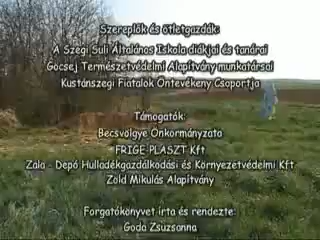 Szereplők és ötletgazdák:
A Szegi Suli Általános Iskola diákjai és tanárai
Göcsej Természetvédelmi Alapítvány munkatársai
Kustánszegi Fiatalok Öntevékeny Csoportja
Támogatók:
Becsvölgye Önkormányzata
FRIGE-PLASZT Kft
Zala - Depó Hulladékgazdálkodási és Környezetvédelmi Kft
Zöld Mikulás Alapítvány
Forgatókönyvet írta és rendezte:
Goda Zsuzsanna